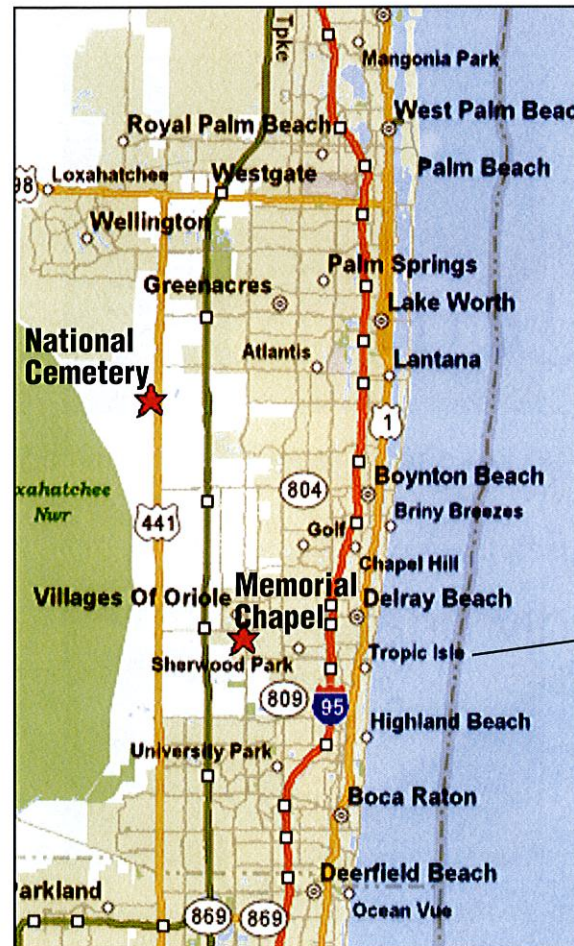 Tpke
Mangonia Park
West Palm Beac
Royal Palm Beach
Westgate
Palm Beach
98
Loxahatchee
Wellington
Palm Springs
Greenacres
Lake Worth
National
Cemetery
Atlantis
Lantana
1
804
Boynton Beach
oxahatchee
Nwr
441
Briny Breezes
Golf
Chapel Hill
Villages Of Oriole
Memorial
Chapel
Delray Beach
Sherwood Park
Tropic Isle
809
95
Highland Beach
University Park
Boca Raton
Deerfield Beach
Parkland
869
869
Ocean Vue